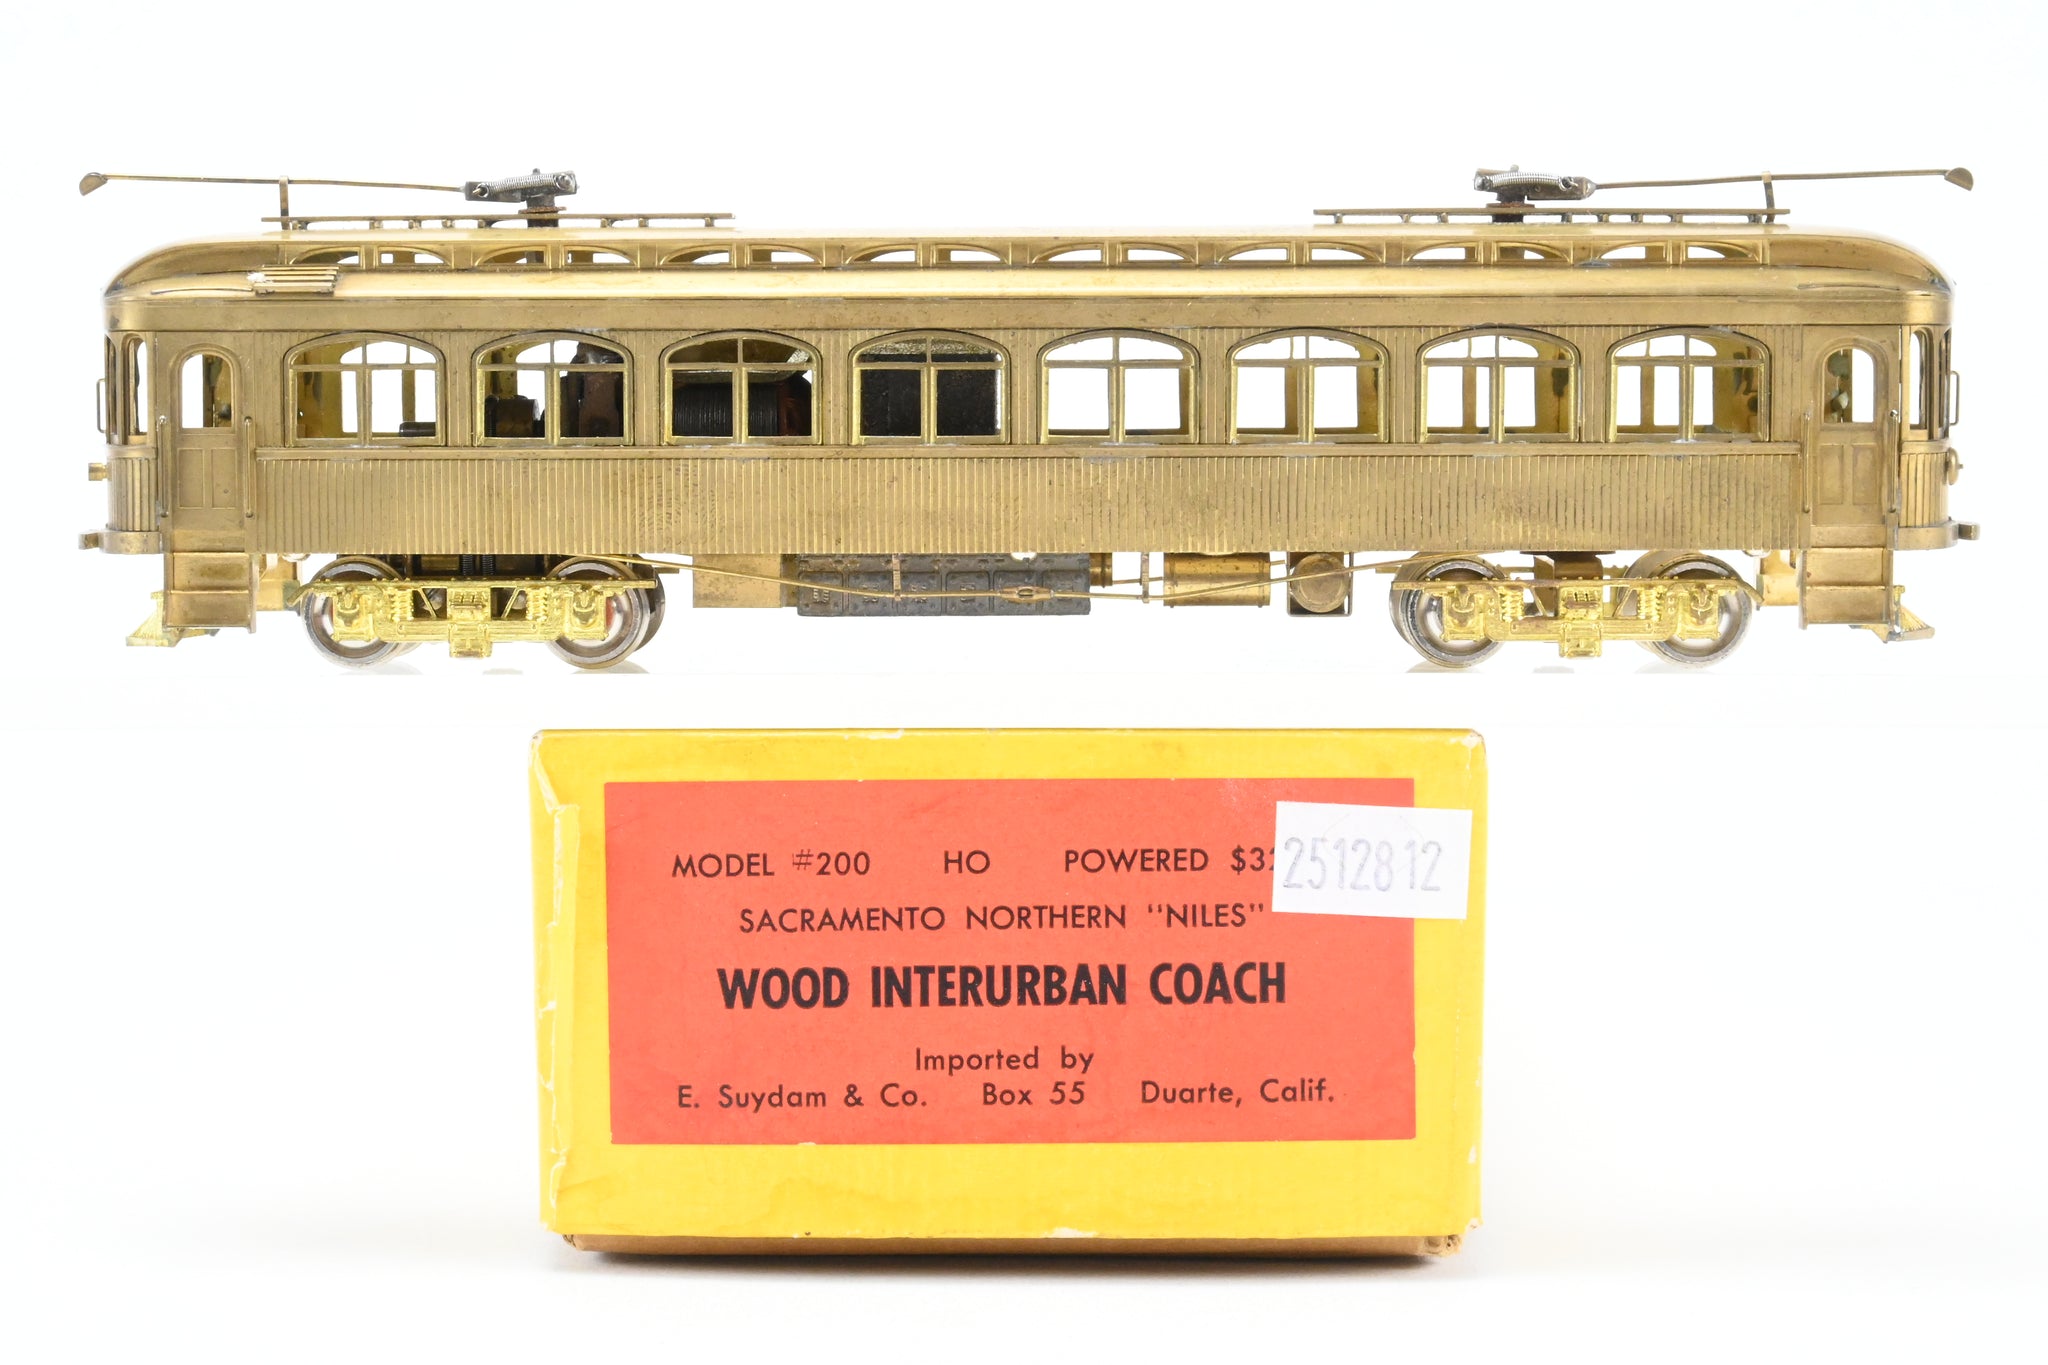 MODEL #200 HO POWERED $32
2512812
SACRAMENTO NORTHERN "NILES"
WOOD INTERURBAN COACH
Imported by
E. Suydam & Co. Box 55 Duarte, Calif.